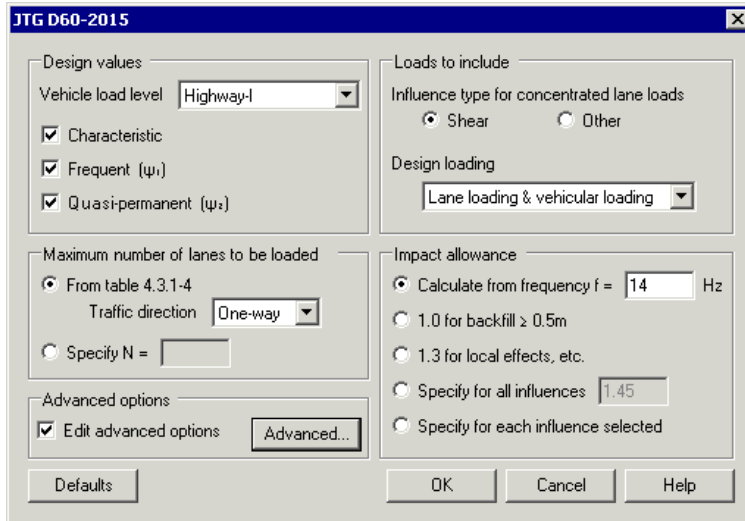 JTG D60-2015
Design values
Vehicle load level Highway-I
Characteristic
Frequent (ψ₁)
Quasi-permanent (ψ₂)
Loads to include
Influence type for concentrated lane loads
Shear Other
Design loading
Lane loading & vehicular loading
Maximum number of lanes to be loaded
From table 4.3.1-4
Traffic direction One-way
Specify N =
Impact allowance
Calculate from frequency f = 14 Hz
1.0 for backfill ≥ 0.5m
1.3 for local effects, etc.
Specify for all influences 1.45
Specify for each influence selected
Advanced options
Edit advanced options Advanced...
Defaults OK Cancel Help